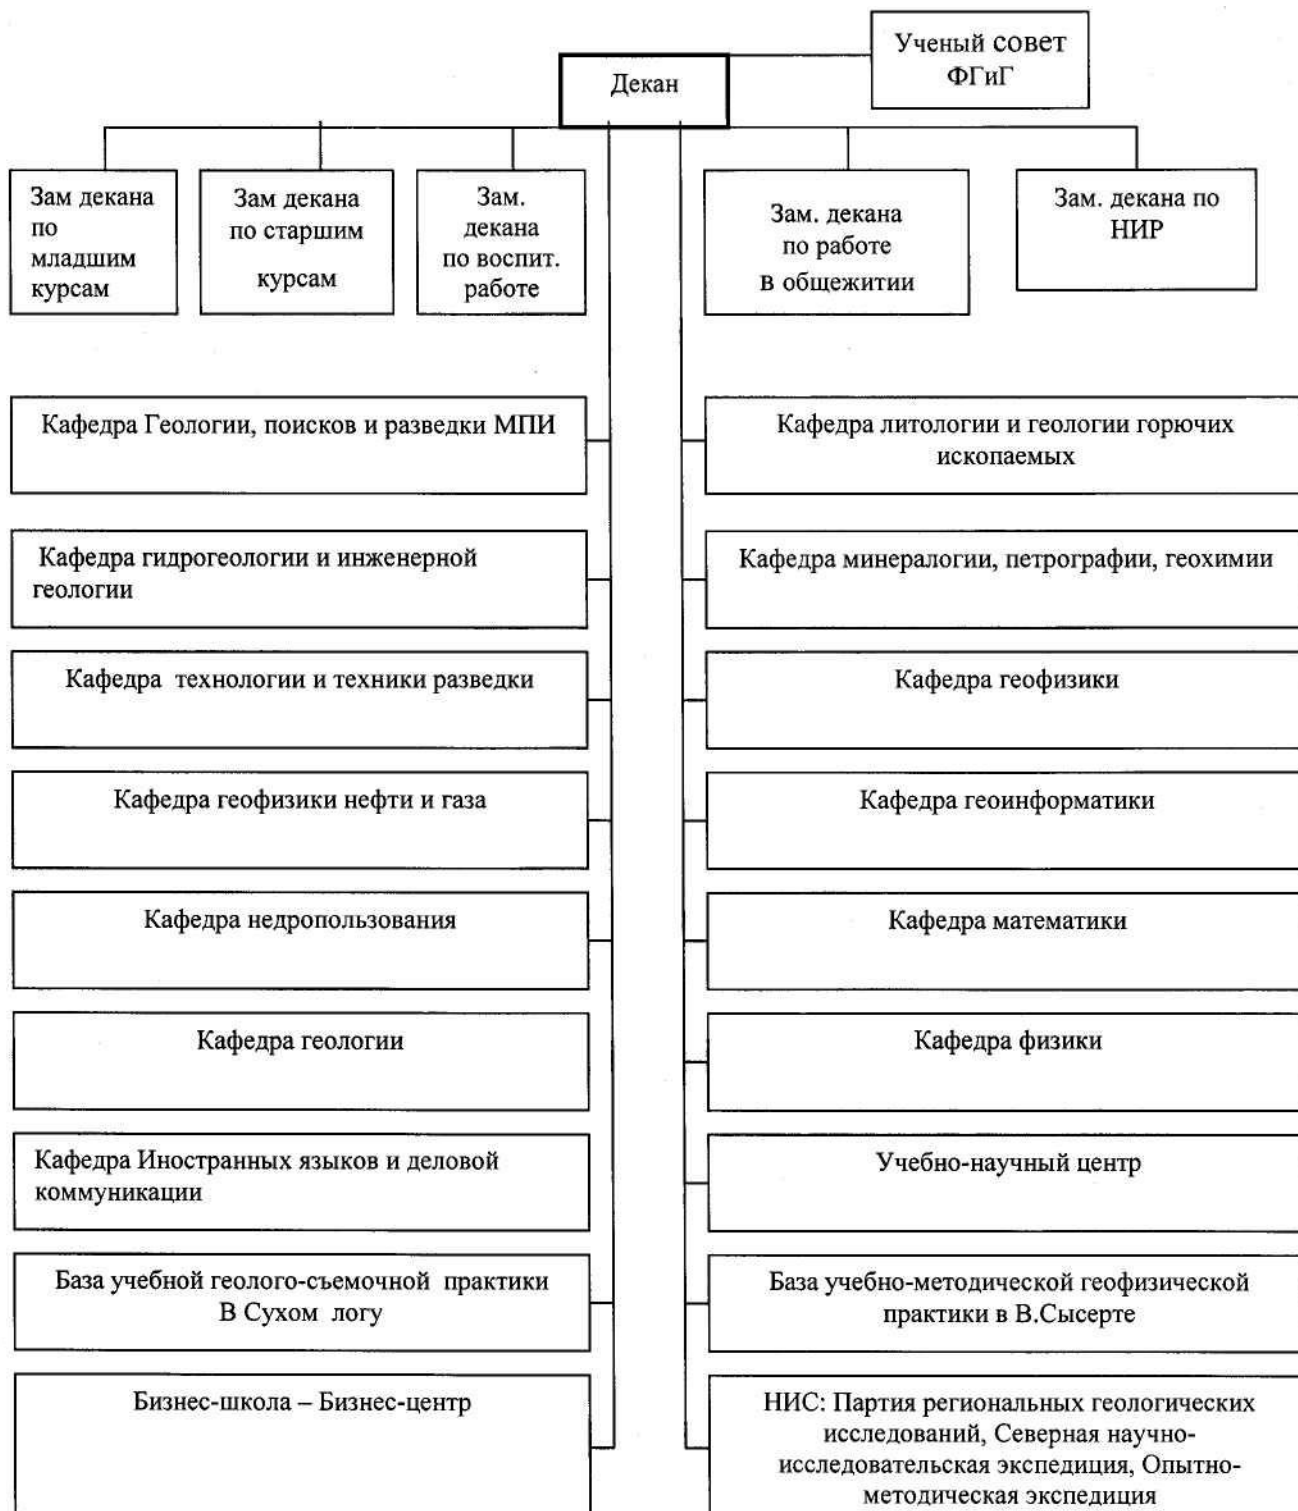 Ученый совет
ФГиГ
Декан
Зам декана
по
младшим
курсам
Зам декана
по старшим
курсам
Зам.
декана
по воспит.
работе
Зам. декана
по работе
в общежитии
Зам. декана по
НИР
Кафедра Геологии, поисков и разведки МПИ
Кафедра литологии и геологии горючих
ископаемых
Кафедра гидрогеологии и инженерной
геологии
Кафедра минералогии, петрографии, геохимии
Кафедра технологии и техники разведки
Кафедра геофизики
Кафедра геофизики нефти и газа
Кафедра геоинформатики
Кафедра недропользования
Кафедра математики
Кафедра геологии
Кафедра физики
Кафедра Иностранных языков и деловой
коммуникации
Учебно-научный центр
База учебной геолого-съемочной практики
В Сухом логу
База учебно-методической геофизической
практики в В.Сысерте
Бизнес-школа – Бизнес-центр
НИС: Партия региональных геологических
исследований, Северная научно-
исследовательская экспедиция, Опытно-
методическая экспедиция